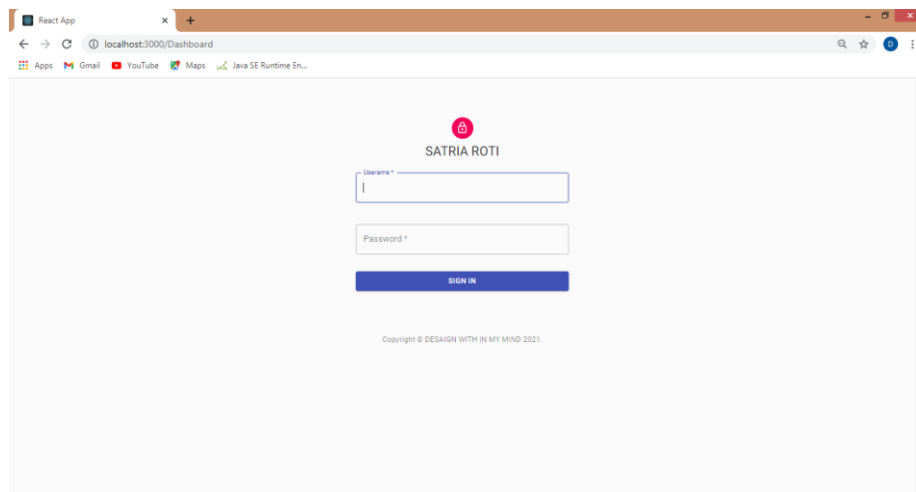 React App
localhost:3000/Dashboard
Apps Gmail YouTube Maps Java SE Runtime En...
D
SATRIA ROTI
Username *
Password *
SIGN IN
Copyright © DESAIGN WITH IN MY MIND 2021.